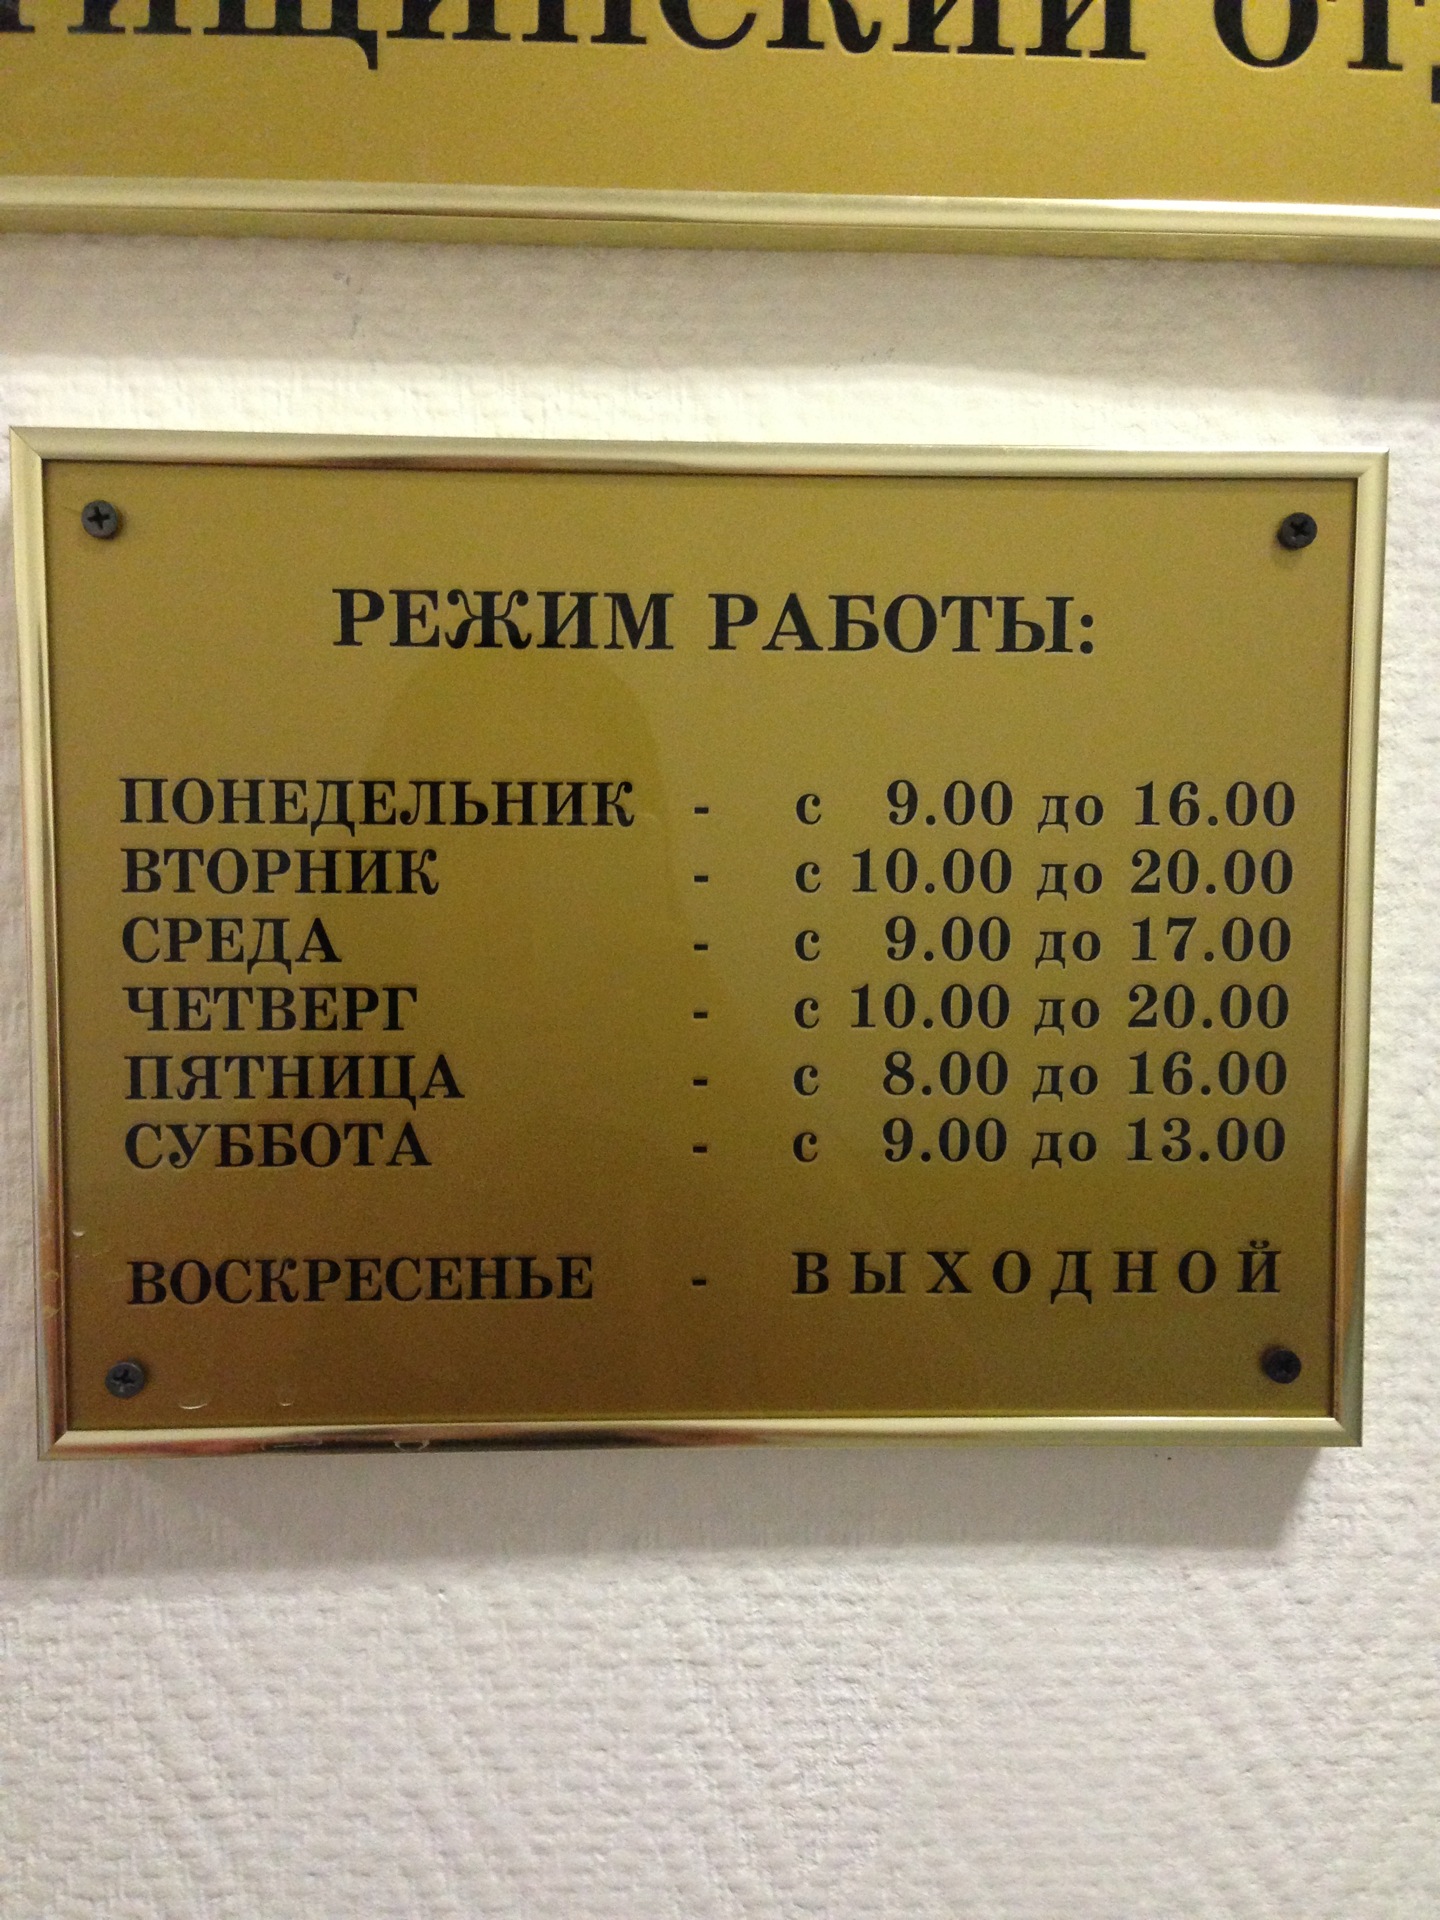 РЕЖИМ РАБОТЫ:
ПОНЕДЕЛЬНИК - с 9.00 до 16.00
ВТОРНИК - с 10.00 до 20.00
СРЕДА - с 9.00 до 17.00
ЧЕТВЕРГ - с 10.00 до 20.00
ПЯТНИЦА - с 8.00 до 16.00
СУББОТА - с 9.00 до 13.00
ВОСКРЕСЕНЬЕ - ВЫХОДНОЙ